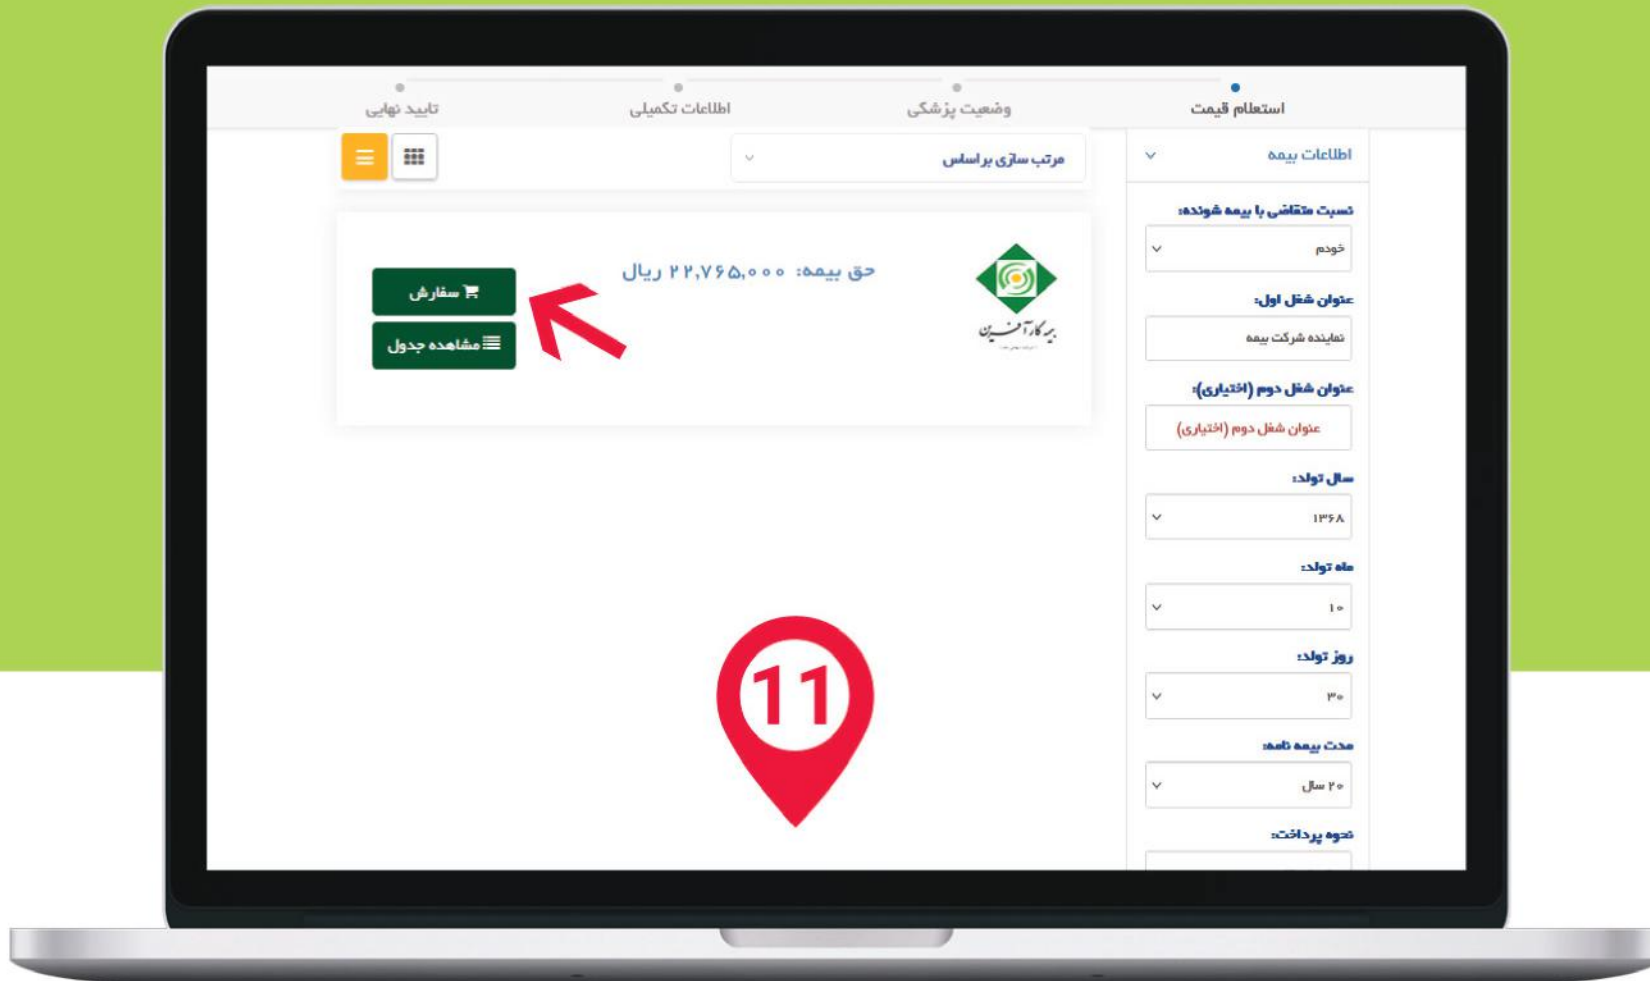 استعلام قیمت
وضعیت پزشکی
اطلاعات تکمیلی
تایید نهایی
اطلاعات بیمه
مرتب سازی بر اساس
نسبت متقاضی با بیمه شونده:
خودم
عنوان شغل اول:
نماینده شرکت بیمه
عنوان شغل دوم (اختیاری):
عنوان شغل دوم (اختیاری)
سال تولد:
۱۳۶۸
ماه تولد:
۱۰
روز تولد:
۳۰
مدت بیمه نامه:
۲۰ سال
نحوه پرداخت:
بیمه کارآفرین
حق بیمه: ۲۲,۷۶۵,۰۰۰ ریال
سفارش
مشاهده جدول
11